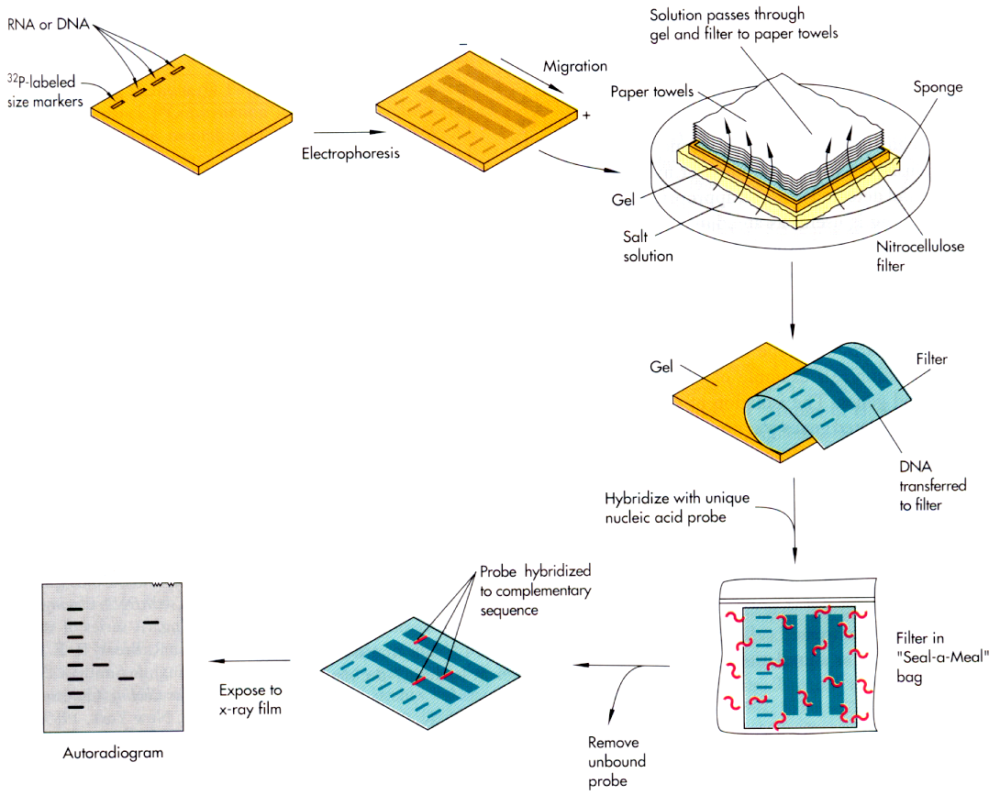 RNA or DNA
³²P-labeled
size markers
Electrophoresis
−
Migration
+
Solution passes through
gel and filter to paper towels
Paper towels
Sponge
Gel
Salt
solution
Nitrocellulose
filter
Gel
Filter
DNA
transferred
to filter
Hybridize with unique
nucleic acid probe
Filter in
"Seal-a-Meal"
bag
Remove
unbound
probe
Probe hybridized
to complementary
sequence
Expose to
x-ray film
Autoradiogram